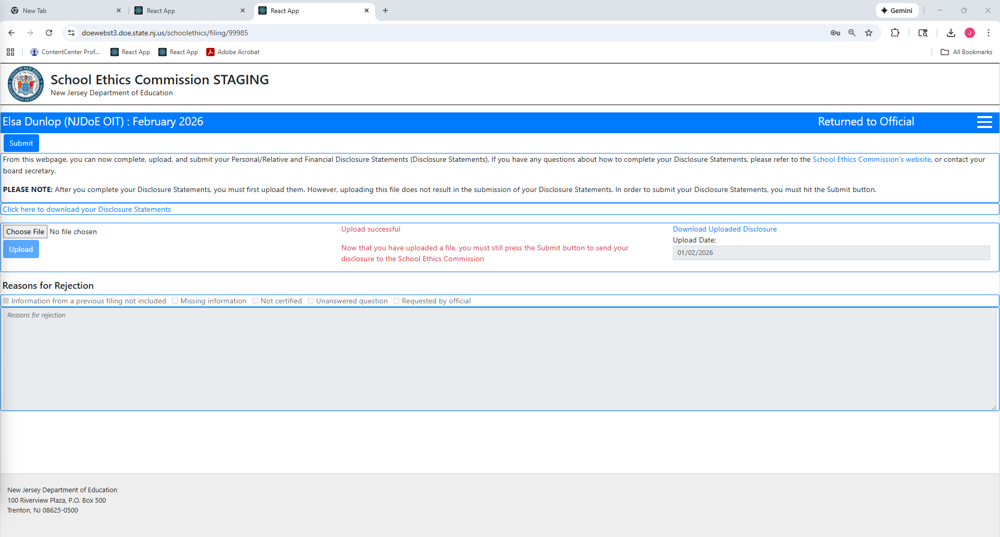 New Tab
React App
React App
Gemini
doewebst3.doe.state.nj.us/schoolethics/filing/99985
J
ContentCenter Prof...
React App
React App
Adobe Acrobat
All Bookmarks
School Ethics Commission STAGING
New Jersey Department of Education
Elsa Dunlop (NJDoE OIT) : February 2026
Returned to Official
Submit
From this webpage, you can now complete, upload, and submit your Personal/Relative and Financial Disclosure Statements (Disclosure Statements). If you have any questions about how to complete your Disclosure Statements, please refer to the School Ethics Commission's website, or contact your
board secretary.
PLEASE NOTE: After you complete your Disclosure Statements, you must first upload them. However, uploading this file does not result in the submission of your Disclosure Statements. In order to submit your Disclosure Statements, you must hit the Submit button.
Click here to download your Disclosure Statements
Choose File No file chosen
Upload
Upload successful
Now that you have uploaded a file, you must still press the Submit button to send your
disclosure to the School Ethics Commission
Download Uploaded Disclosure
Upload Date:
01/02/2026
Reasons for Rejection
Information from a previous filing not included Missing information Not certified Unanswered question Requested by official
Reasons for rejection
New Jersey Department of Education
100 Riverview Plaza, P.O. Box 500
Trenton, NJ 08625-0500